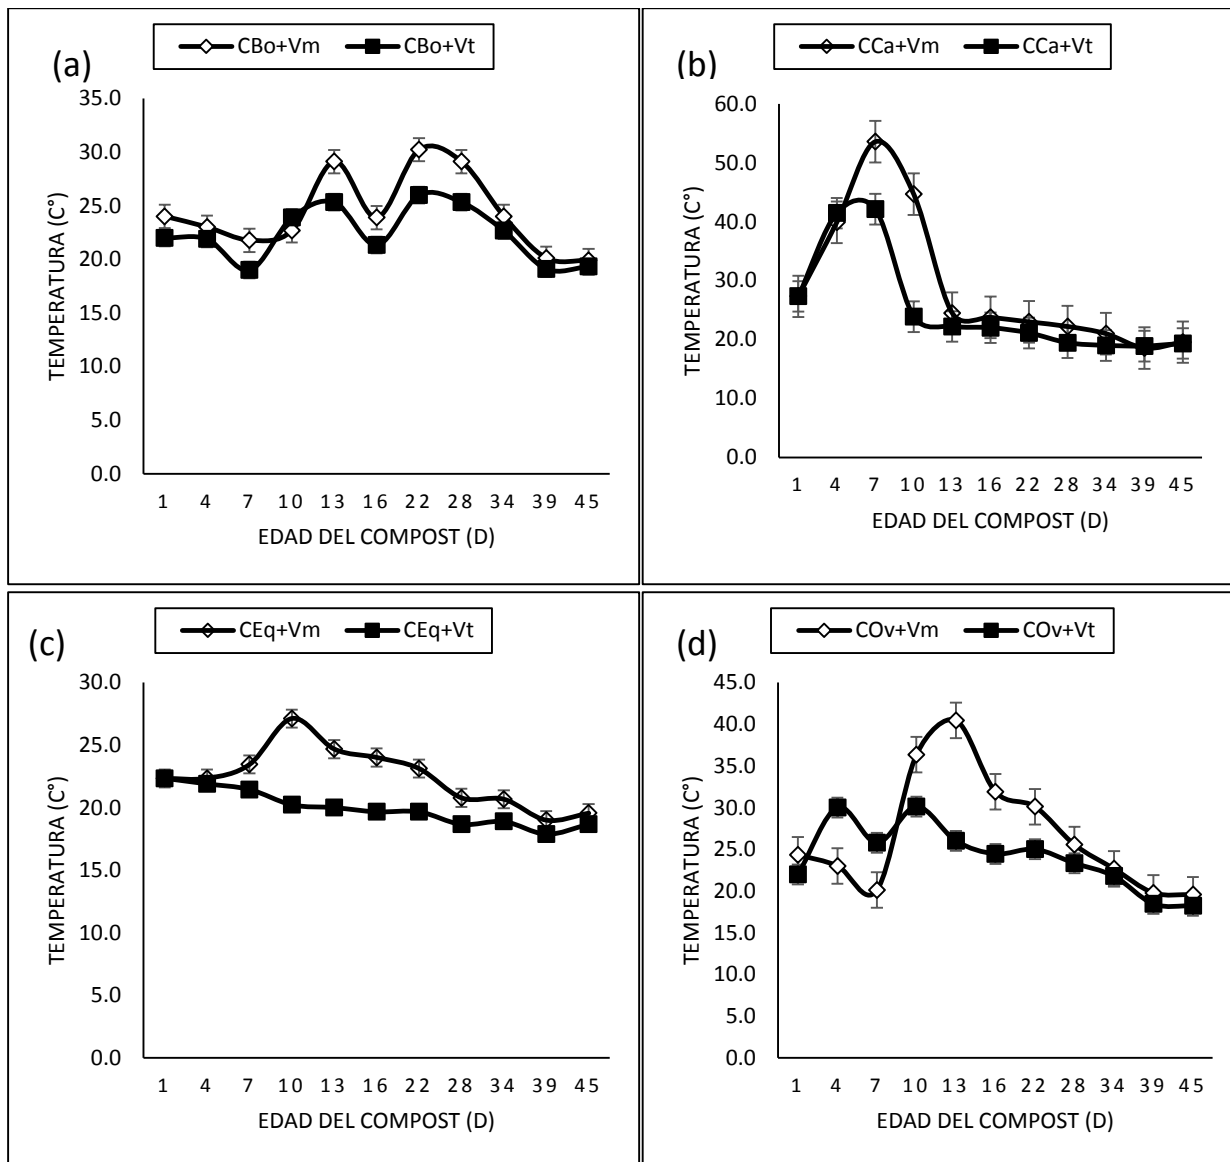 (a)
CBo+Vm CBo+Vt
35.0
30.0
25.0
20.0
15.0
10.0
5.0
0.0
TEMPERATURA (C°)
1 4 7 10 13 16 22 28 34 39 45
EDAD DEL COMPOST (D)
(b)
CCa+Vm CCa+Vt
60.0
50.0
40.0
30.0
20.0
10.0
0.0
TEMPERATURA (C°)
1 4 7 10 13 16 22 28 34 39 45
EDAD DEL COMPOST (D)
(c)
CEq+Vm CEq+Vt
30.0
25.0
20.0
15.0
10.0
5.0
0.0
TEMPERATURA (C°)
1 4 7 10 13 16 22 28 34 39 45
EDAD DEL COMPOST (D)
(d)
COv+Vm COv+Vt
45.0
40.0
35.0
30.0
25.0
20.0
15.0
10.0
5.0
0.0
TEMPERATURA (C°)
1 4 7 10 13 16 22 28 34 39 45
EDAD DEL COMPOST (D)